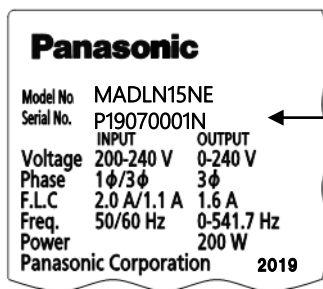 Panasonic
Model No. MADLN15NE
Serial No. P19070001N
INPUT OUTPUT
Voltage 200-240 V 0-240 V
Phase 1ϕ/3ϕ 3ϕ
F.L.C 2.0 A/1.1 A 1.6 A
Freq. 50/60 Hz 0-541.7 Hz
Power 200 W
Panasonic Corporation 2019